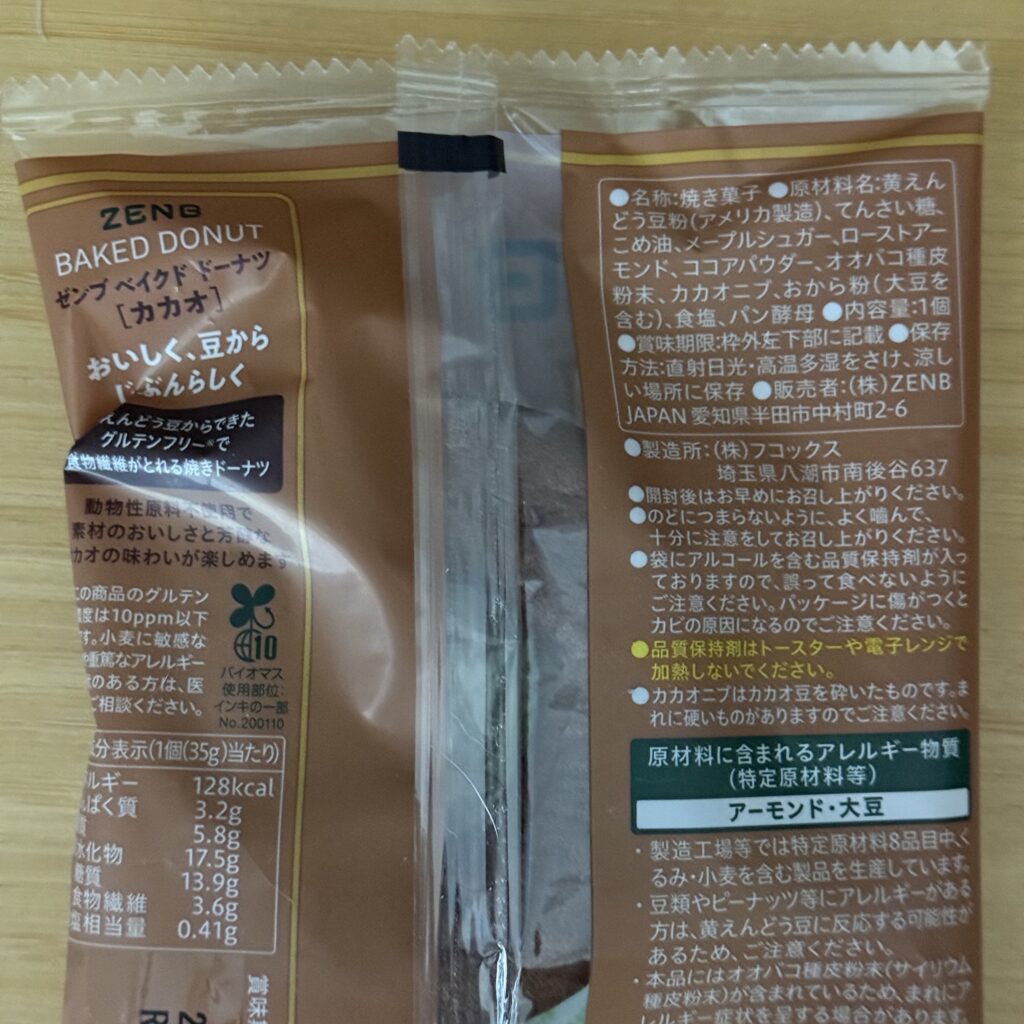 ZENB
BAKED DONUT
ゼンブ ベイクド ドーナツ
[カカオ]
おいしく、豆から
じぶんらしく
えんどう豆からできた
グルテンフリー※で
食物繊維がとれる焼きドーナツ
動物性原料不使用で
素材のおいしさと芳醇な
カカオの味わいが楽しめます
の商品のグルテン
度は10ppm以下
す。小麦に敏感な
重篤なアレルギー
のある方は、医
ご相談ください。
10
バイオマス
使用部位:
インキの一部
No.200110
分表示(1個(35g)当たり)
ルギー 128kcal
ぱく質 3.2g
質 5.8g
水化物 17.5g
糖質 13.9g
食物繊維 3.6g
塩相当量 0.41g
賞味
●名称:焼き菓子 ●原材料名:黄えん
どう豆粉(アメリカ製造)、てんさい糖、
こめ油、メープルシュガー、ローストアー
モンド、ココアパウダー、オオバコ種皮
粉末、カカオニブ、おから粉(大豆を
含む)、食塩、パン酵母 ●内容量:1個
●賞味期限:枠外左下部に記載 ●保存
方法:直射日光・高温多湿をさけ、涼し
い場所に保存 ●販売者:(株)ZENB
JAPAN 愛知県半田市中村町2-6
●製造所:(株)フコックス
埼玉県八潮市南後谷637
●開封後はお早めにお召し上がりください。
●のどにつまらないように、よく噛んで、
十分に注意をしてお召し上がりください。
●袋にアルコールを含む品質保持剤が入っ
ておりますので、誤って食べないように
ご注意ください。パッケージに傷がつくと
カビの原因になるのでご注意ください。
●品質保持剤はトースターや電子レンジで
加熱しないでください。
●カカオニブはカカオ豆を砕いたものです。ま
れに硬いものがありますのでご注意ください。
原材料に含まれるアレルギー物質
(特定原材料等)
アーモンド・大豆
・製造工場等では特定原材料8品目中、く
るみ・小麦を含む製品を生産しています。
・豆類やピーナッツ等にアレルギーがある
方は、黄えんどう豆に反応する可能性が
あるため、ご注意ください。
・本品にはオオバコ種皮粉末(サイリウム
種皮粉末)が含まれているため、まれにア
レルギー症状を呈する場合があります。